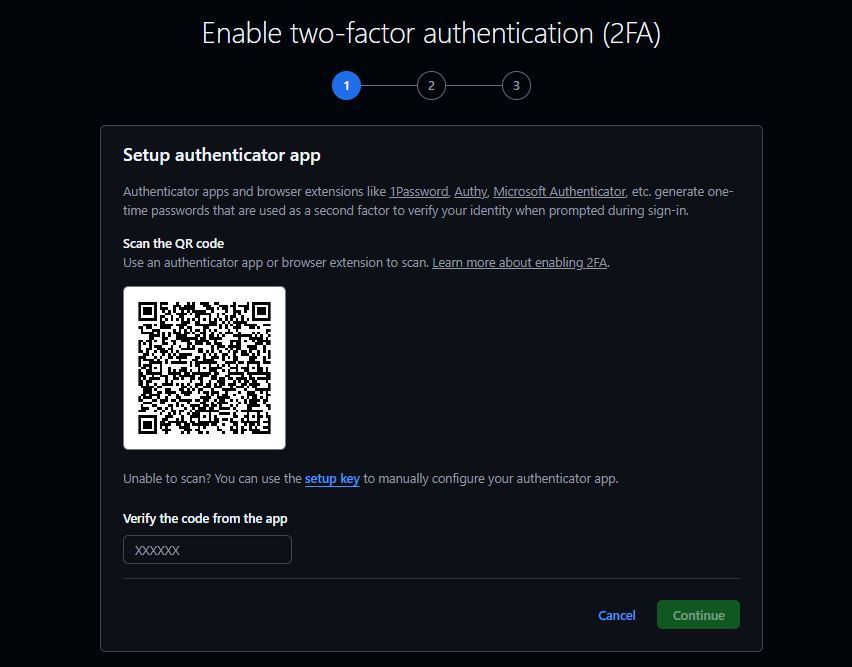 Enable two-factor authentication (2FA)
1
2
3
Setup authenticator app
Authenticator apps and browser extensions like 1Password, Authy, Microsoft Authenticator, etc. generate one-
time passwords that are used as a second factor to verify your identity when prompted during sign-in.
Scan the QR code
Use an authenticator app or browser extension to scan. Learn more about enabling 2FA.
Unable to scan? You can use the setup key to manually configure your authenticator app.
Verify the code from the app
XXXXXX
Cancel
Continue